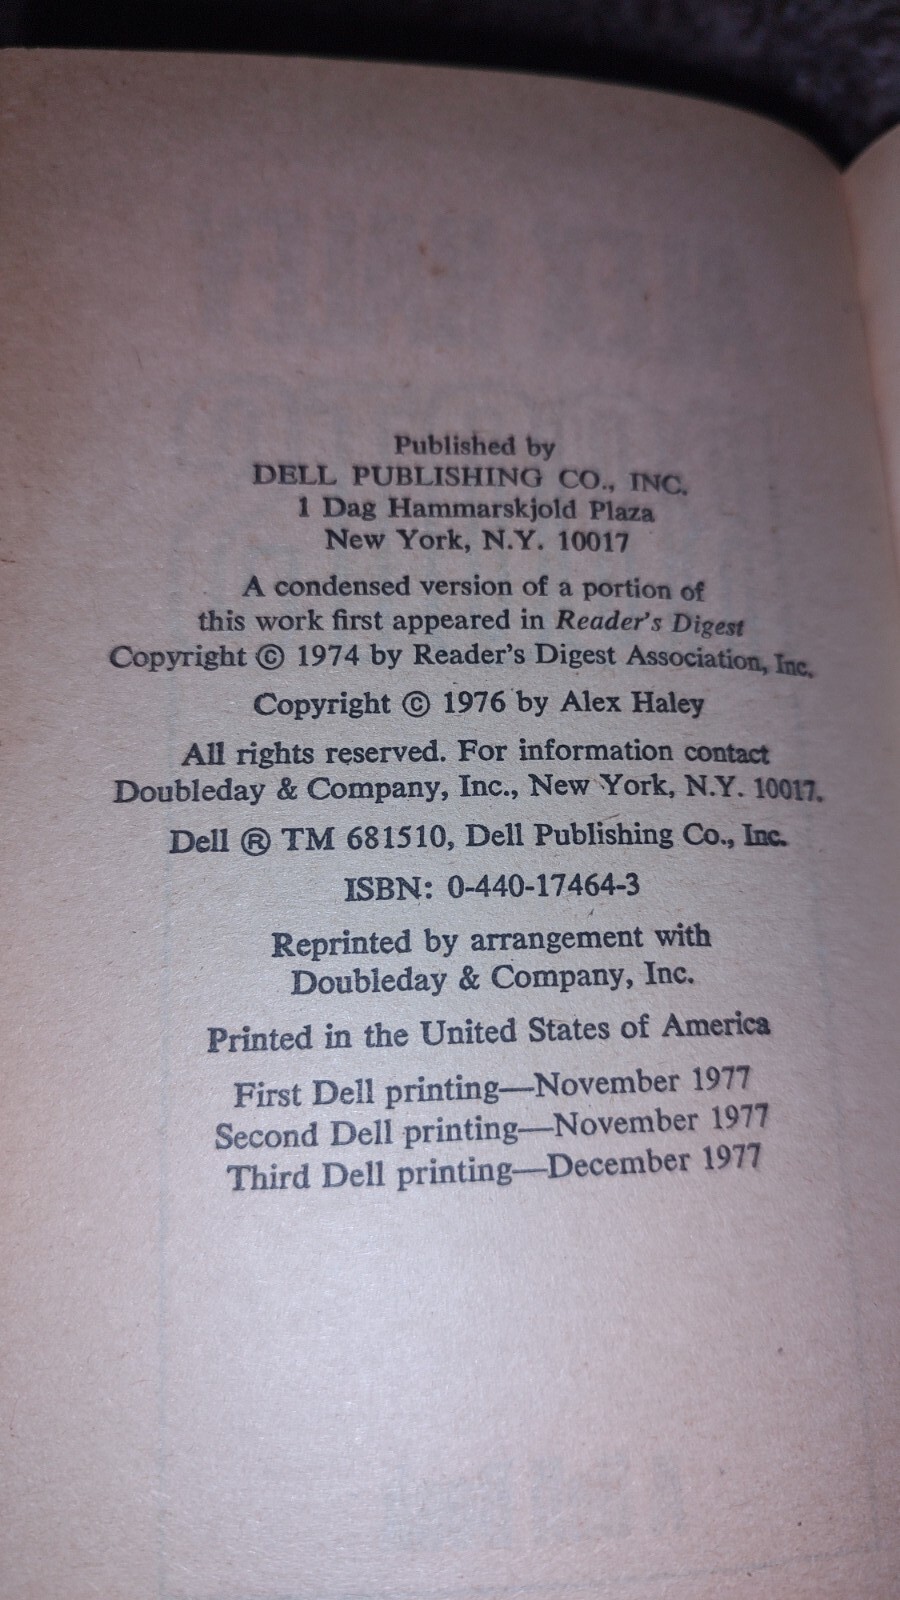 Published by
DELL PUBLISHING CO., INC.
1 Dag Hammarskjold Plaza
New York, N.Y. 10017
A condensed version of a portion of
this work first appeared in Reader's Digest
Copyright © 1974 by Reader's Digest Association, Inc.
Copyright © 1976 by Alex Haley
All rights reserved. For information contact
Doubleday & Company, Inc., New York, N.Y. 10017.
Dell ® TM 681510, Dell Publishing Co., Inc.
ISBN: 0-440-17464-3
Reprinted by arrangement with
Doubleday & Company, Inc.
Printed in the United States of America
First Dell printing—November 1977
Second Dell printing—November 1977
Third Dell printing—December 1977